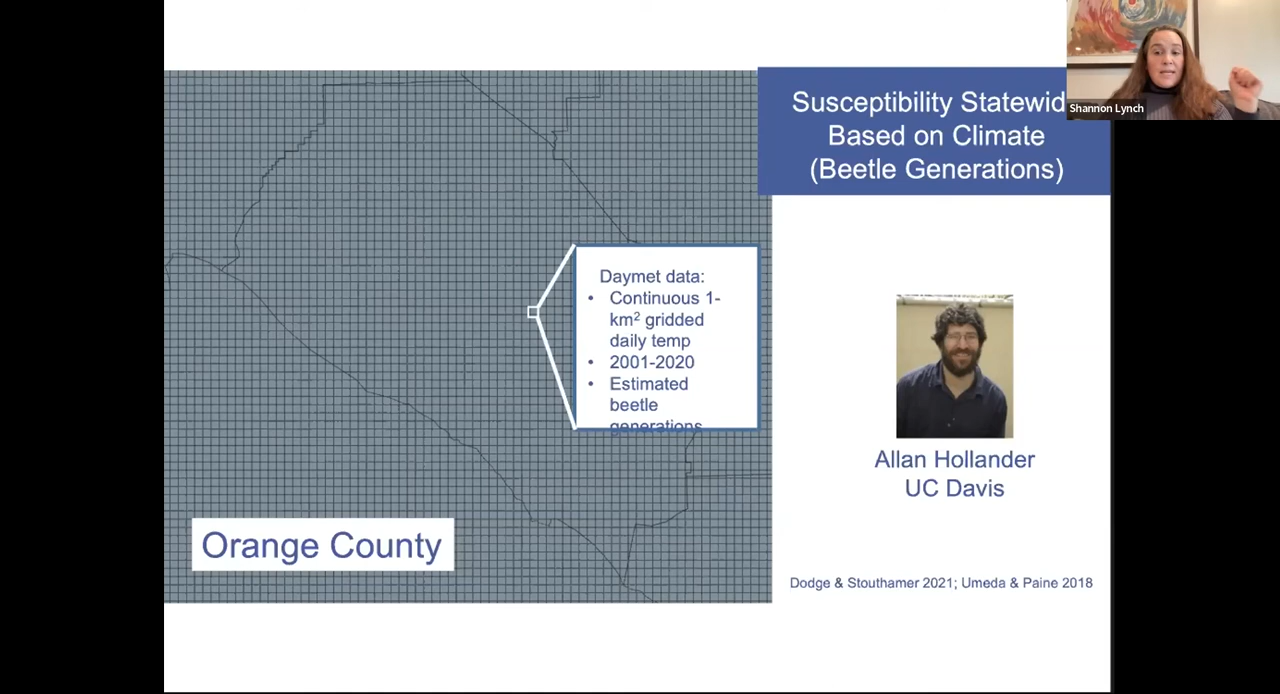 Susceptibility Statewid
Based on Climate
(Beetle Generations)
Shannon Lynch
Daymet data:
• Continuous 1-
km² gridded
daily temp
• 2001-2020
• Estimated
beetle
generations
Allan Hollander
UC Davis
Orange County
Dodge & Stouthamer 2021; Umeda & Paine 2018